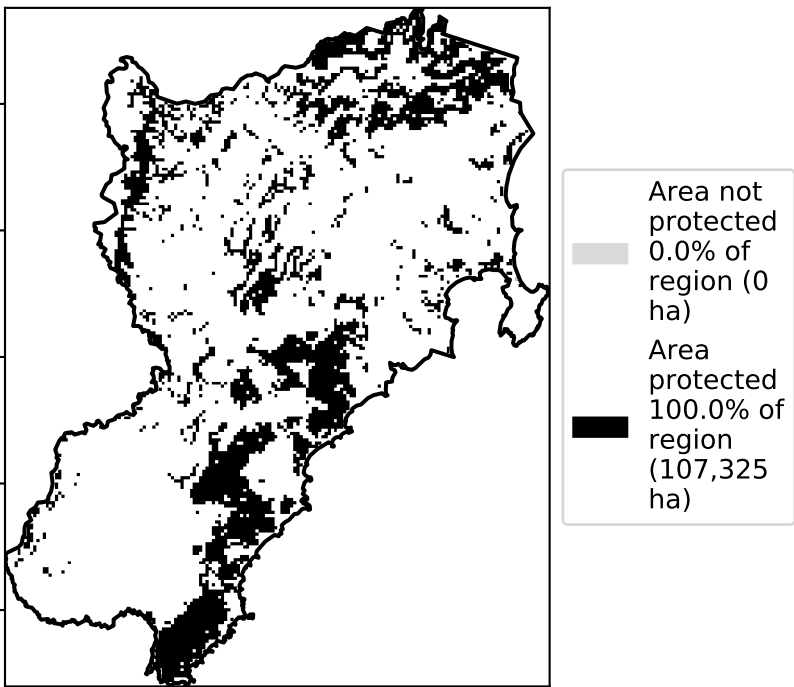 Area not
protected
0.0% of
region (0
ha)
Area
protected
100.0% of
region
(107,325
ha)